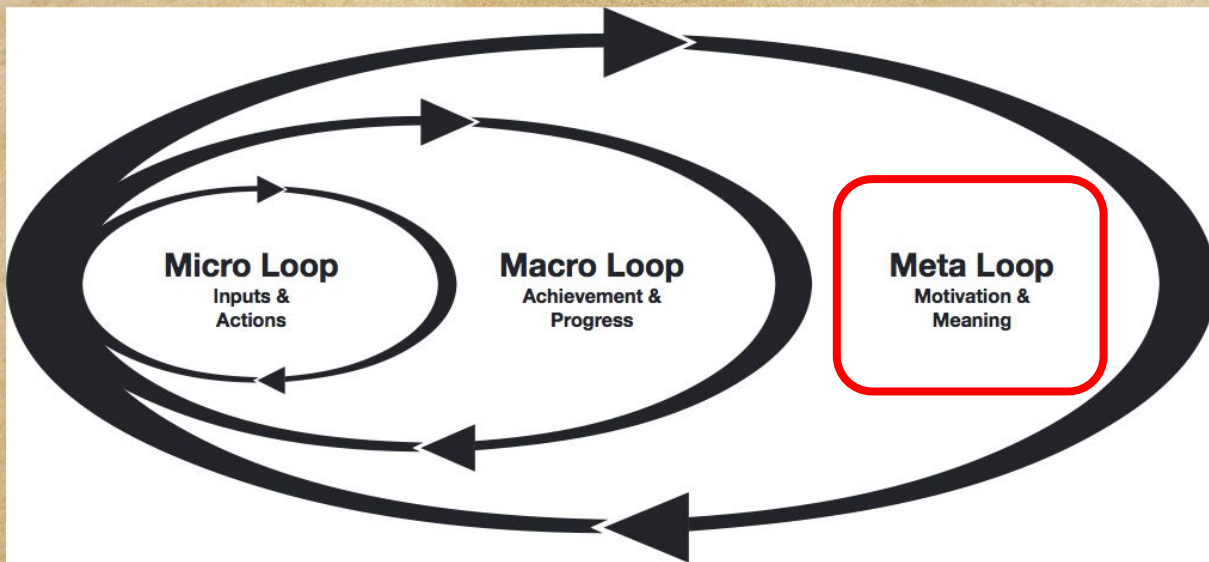 Micro Loop
Inputs &
Actions
Macro Loop
Achievement &
Progress
Meta Loop
Motivation &
Meaning